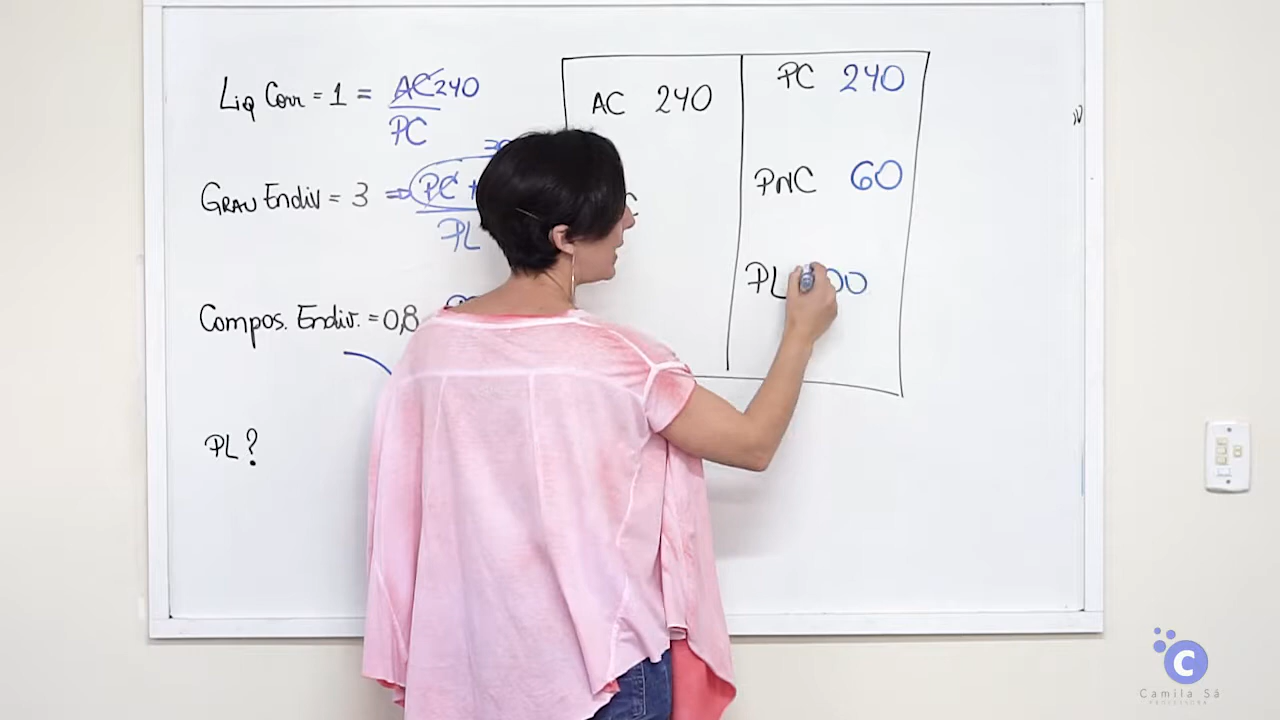 Liq Corr = 1 = AC 240
PC
Grau Endiv = 3 ⇒ PC +
PL
Compos. Endiv. = 0,8
PL?
AC 240
PC 240
PNC 60
PL 00
C
Camila Sá
PROFESSORA